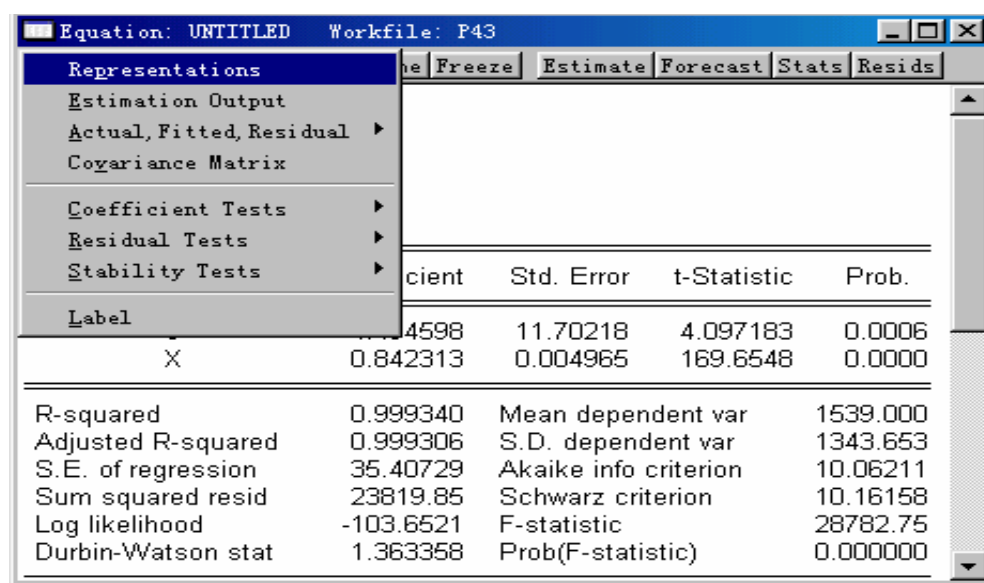 Equation: UNTITLED Workfile: P43
Freeze Estimate Forecast Stats Resids
Representations
Estimation Output
Actual, Fitted, Residual
Covariance Matrix
Coefficient Tests
Residual Tests
Stability Tests
Label
cient Std. Error t-Statistic Prob.
4598 11.70218 4.097183 0.0006
X 0.842313 0.004965 169.6548 0.0000
R-squared 0.999340 Mean dependent var 1539.000
Adjusted R-squared 0.999306 S.D. dependent var 1343.653
S.E. of regression 35.40729 Akaike info criterion 10.06211
Sum squared resid 23819.85 Schwarz criterion 10.16158
Log likelihood -103.6521 F-statistic 28782.75
Durbin-Watson stat 1.363358 Prob(F-statistic) 0.000000